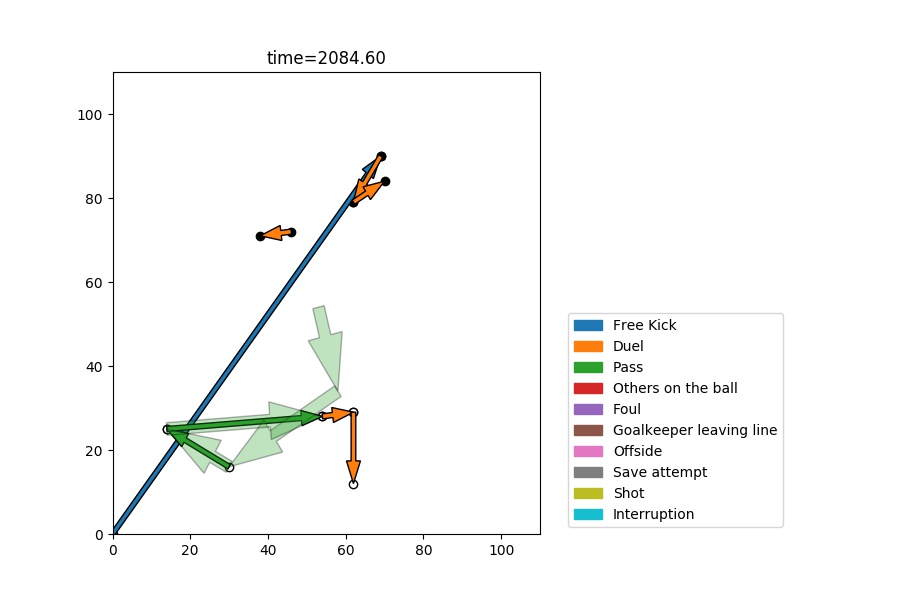 time=2084.60
100
80
60
40
20
0
0 20 40 60 80 100
Free Kick
Duel
Pass
Others on the ball
Foul
Goalkeeper leaving line
Offside
Save attempt
Shot
Interruption